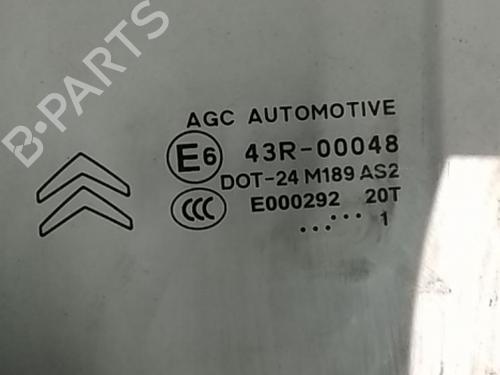 B-PARTS
AGC AUTOMOTIVE
E6 43R-00048
DOT-24 M189 AS2
CCC E000292 20T
...∴∵ 1